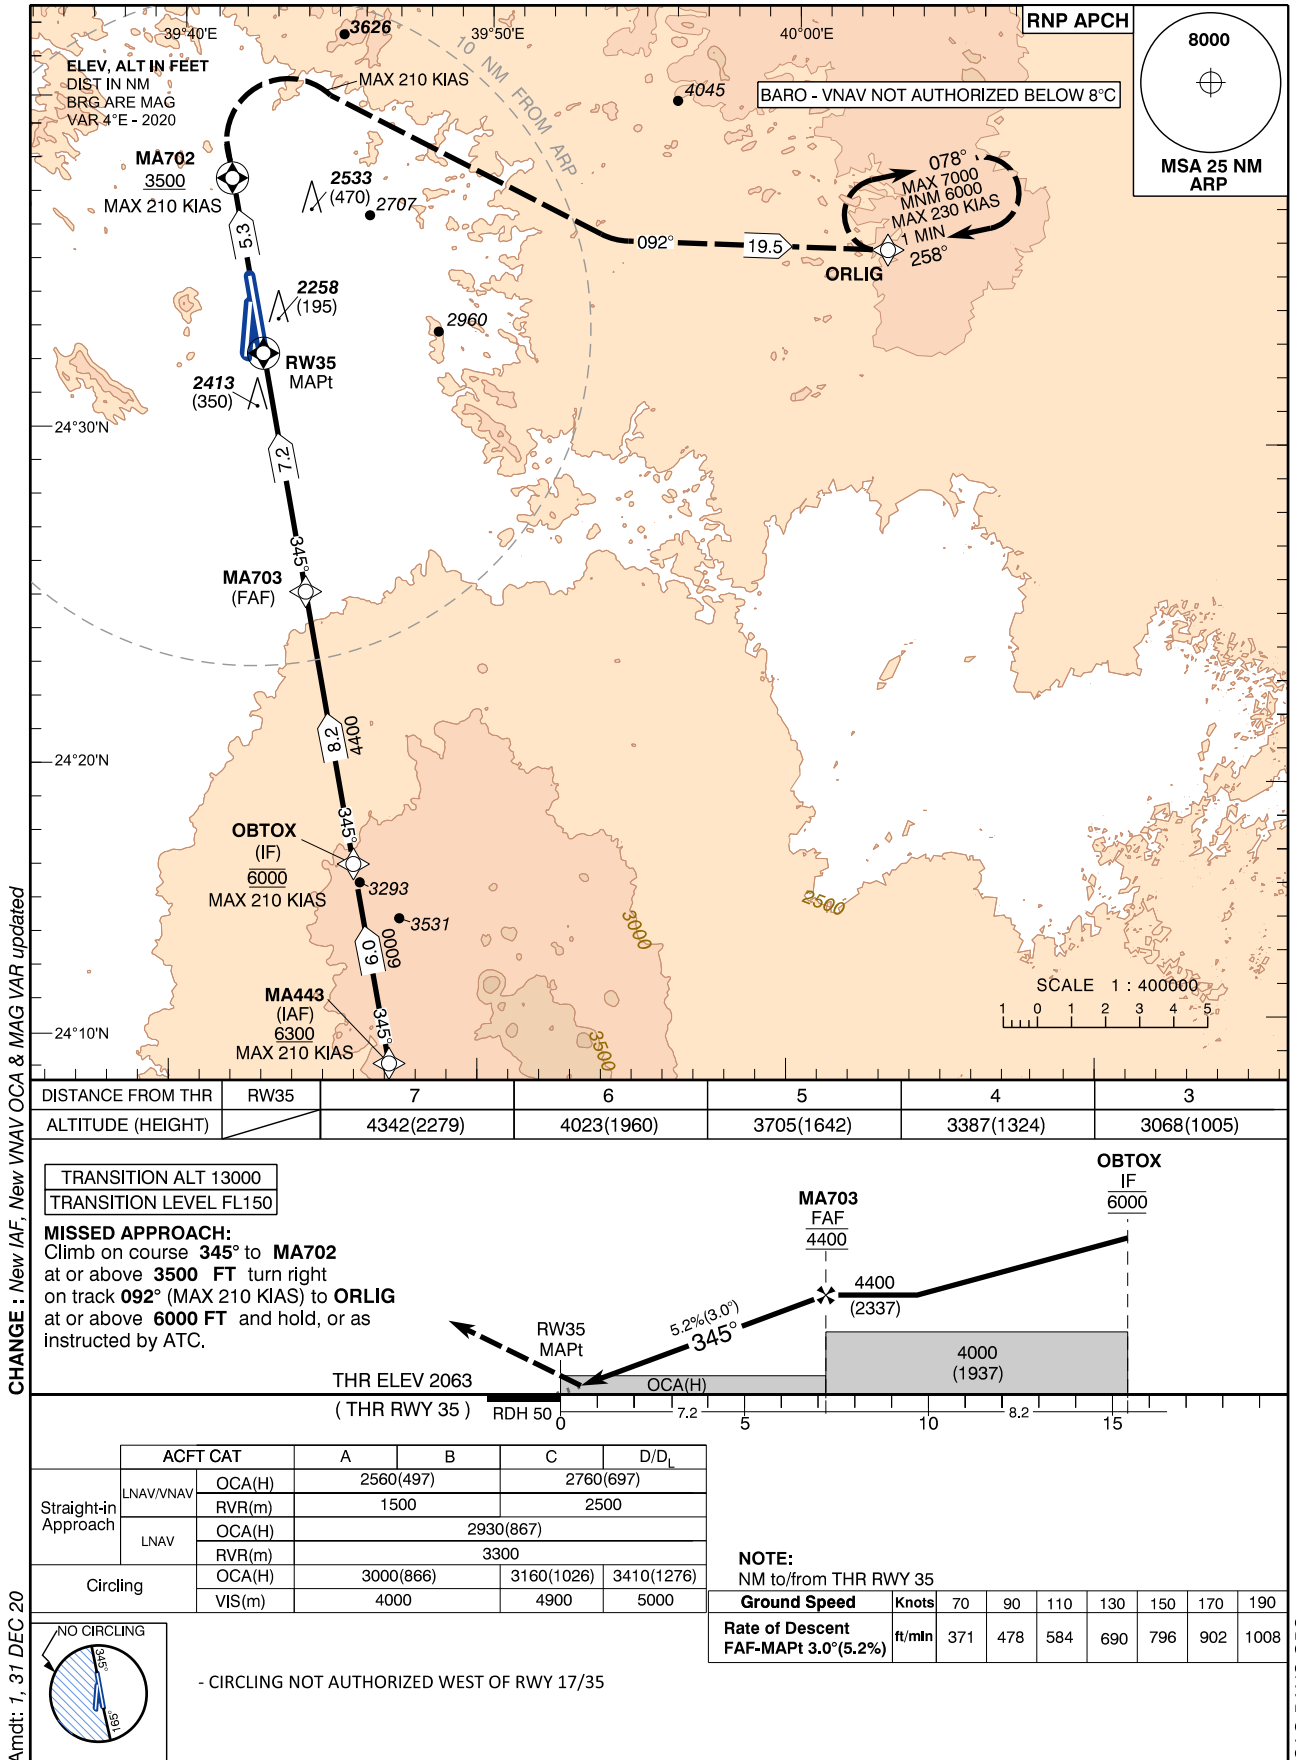 39°40'E
3626
39°50'E
40°00'E
RNP APCH
8000
MSA 25 NM
ARP
ELEV, ALT IN FEET
DIST IN NM
BRG ARE MAG
VAR 4°E - 2020
MAX 210 KIAS
10 NM FROM ARP
4045
BARO - VNAV NOT AUTHORIZED BELOW 8°C
MA702
3500
MAX 210 KIAS
2533
(470)
2707
078°
MAX 7000
MNM 6000
MAX 230 KIAS
1 MIN
258°
5.3
092°
19.5
ORLIG
2258
(195)
2960
RW35
MAPt
2413
(350)
24°30'N
7.2
345°
MA703
(FAF)
8.2
4400
24°20'N
345°
OBTOX
(IF)
6000
MAX 210 KIAS
3293
3531
2500
3000
6.0
6000
MA443
(IAF)
6300
MAX 210 KIAS
345°
24°10'N
3500
SCALE 1 : 400000
1 0 1 2 3 4 5
DISTANCE FROM THR RW35 7 6 5 4 3
ALTITUDE (HEIGHT) 4342(2279) 4023(1960) 3705(1642) 3387(1324) 3068(1005)
TRANSITION ALT 13000
TRANSITION LEVEL FL150
MISSED APPROACH:
Climb on course 345° to MA702
at or above 3500 FT turn right
on track 092° (MAX 210 KIAS) to ORLIG
at or above 6000 FT and hold, or as
instructed by ATC.
OBTOX
IF
6000
MA703
FAF
4400
4400
(2337)
5.2%(3.0°)
345°
RW35
MAPt
4000
(1937)
OCA(H)
THR ELEV 2063
( THR RWY 35 )
RDH 50
0 7.2 5 10 8.2 15
ACFT CAT A B C D/DL
Straight-in
Approach
LNAV/VNAV OCA(H) 2560(497) 2760(697)
RVR(m) 1500 2500
LNAV OCA(H) 2930(867)
RVR(m) 3300
Circling OCA(H) 3000(866) 3160(1026) 3410(1276)
VIS(m) 4000 4900 5000
NOTE:
NM to/from THR RWY 35
Ground Speed Knots 70 90 110 130 150 170 190
Rate of Descent
FAF-MAPt 3.0°(5.2%) ft/min 371 478 584 690 796 902 1008
NO CIRCLING
345°
165°
- CIRCLING NOT AUTHORIZED WEST OF RWY 17/35
CHANGE : New IAF, New VNAV OCA & MAG VAR updated
Amdt: 1, 31 DEC 20